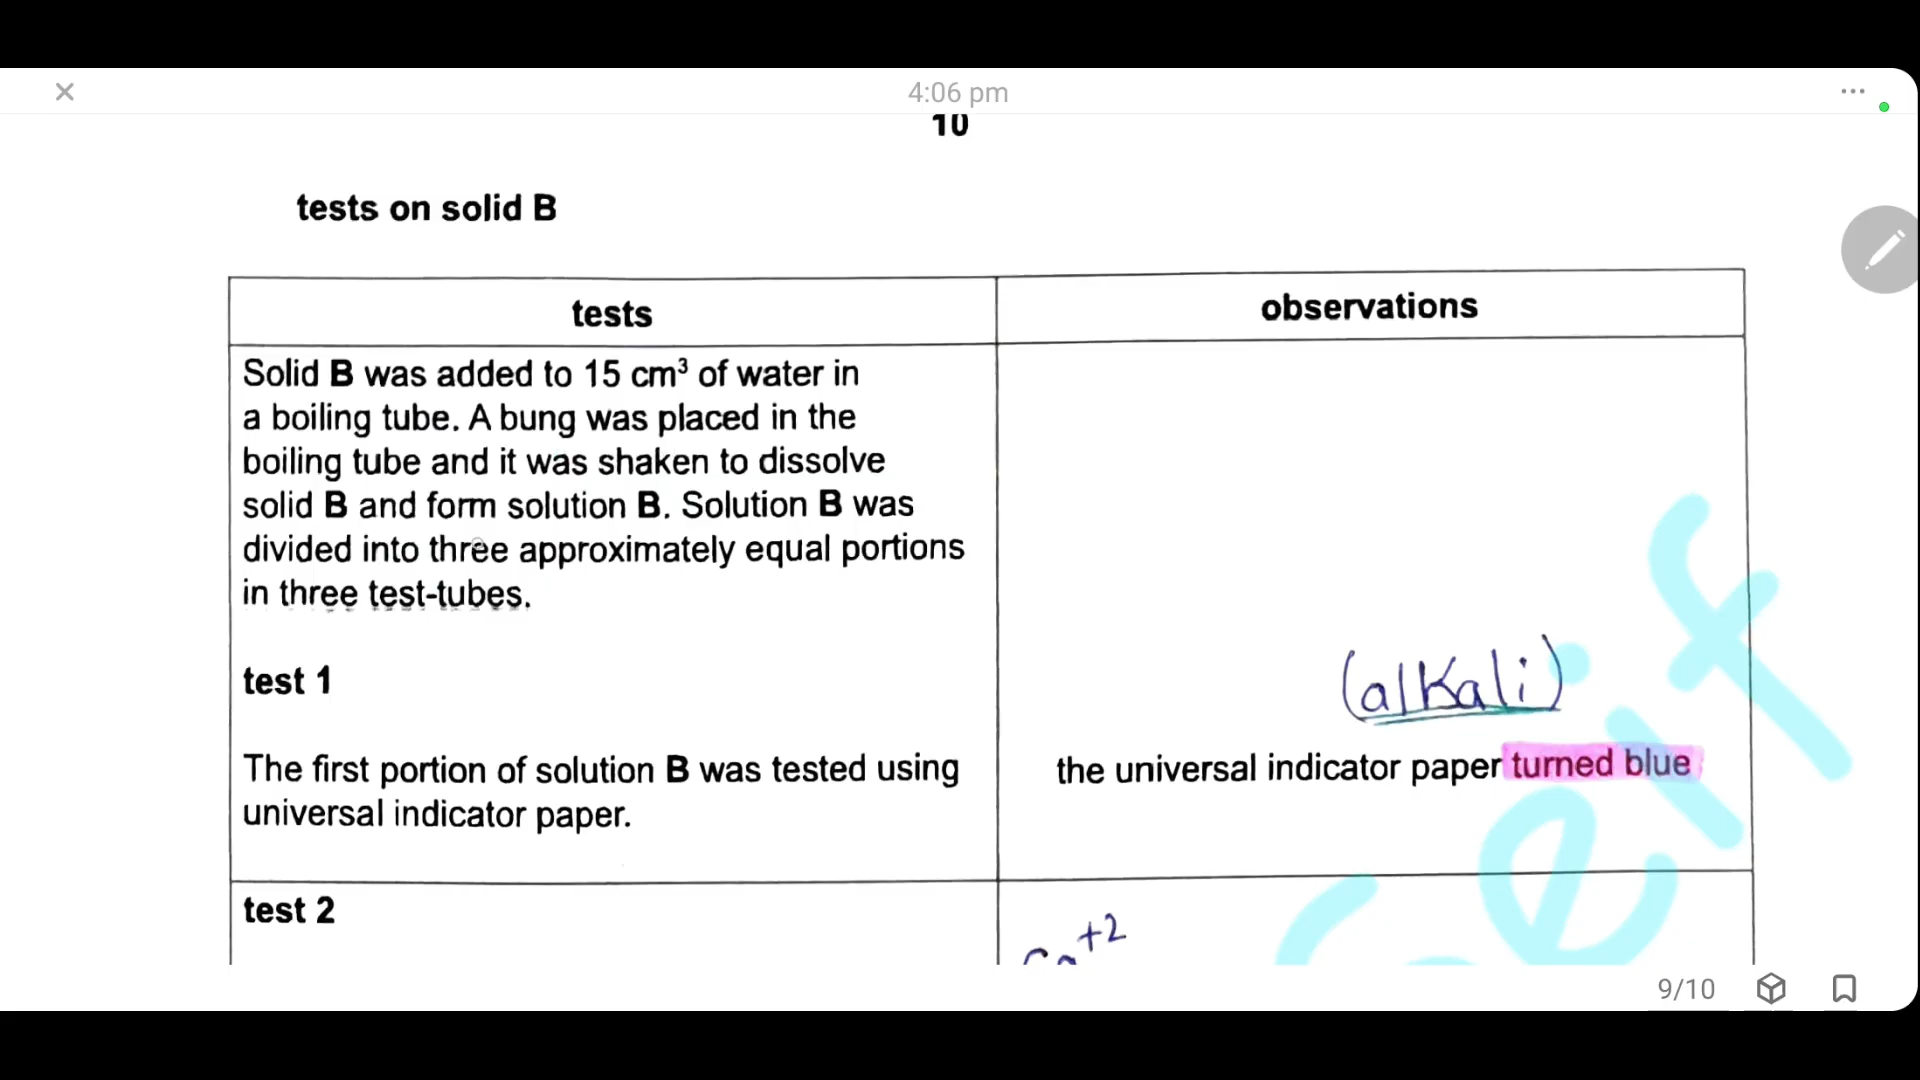 4:06 pm
10
tests on solid B
tests
observations
Solid B was added to 15 cm³ of water in
a boiling tube. A bung was placed in the
boiling tube and it was shaken to dissolve
solid B and form solution B. Solution B was
divided into three approximately equal portions
in three test-tubes.
test 1
(alkali)
The first portion of solution B was tested using
universal indicator paper.
the universal indicator paper turned blue
test 2
+2
9/10